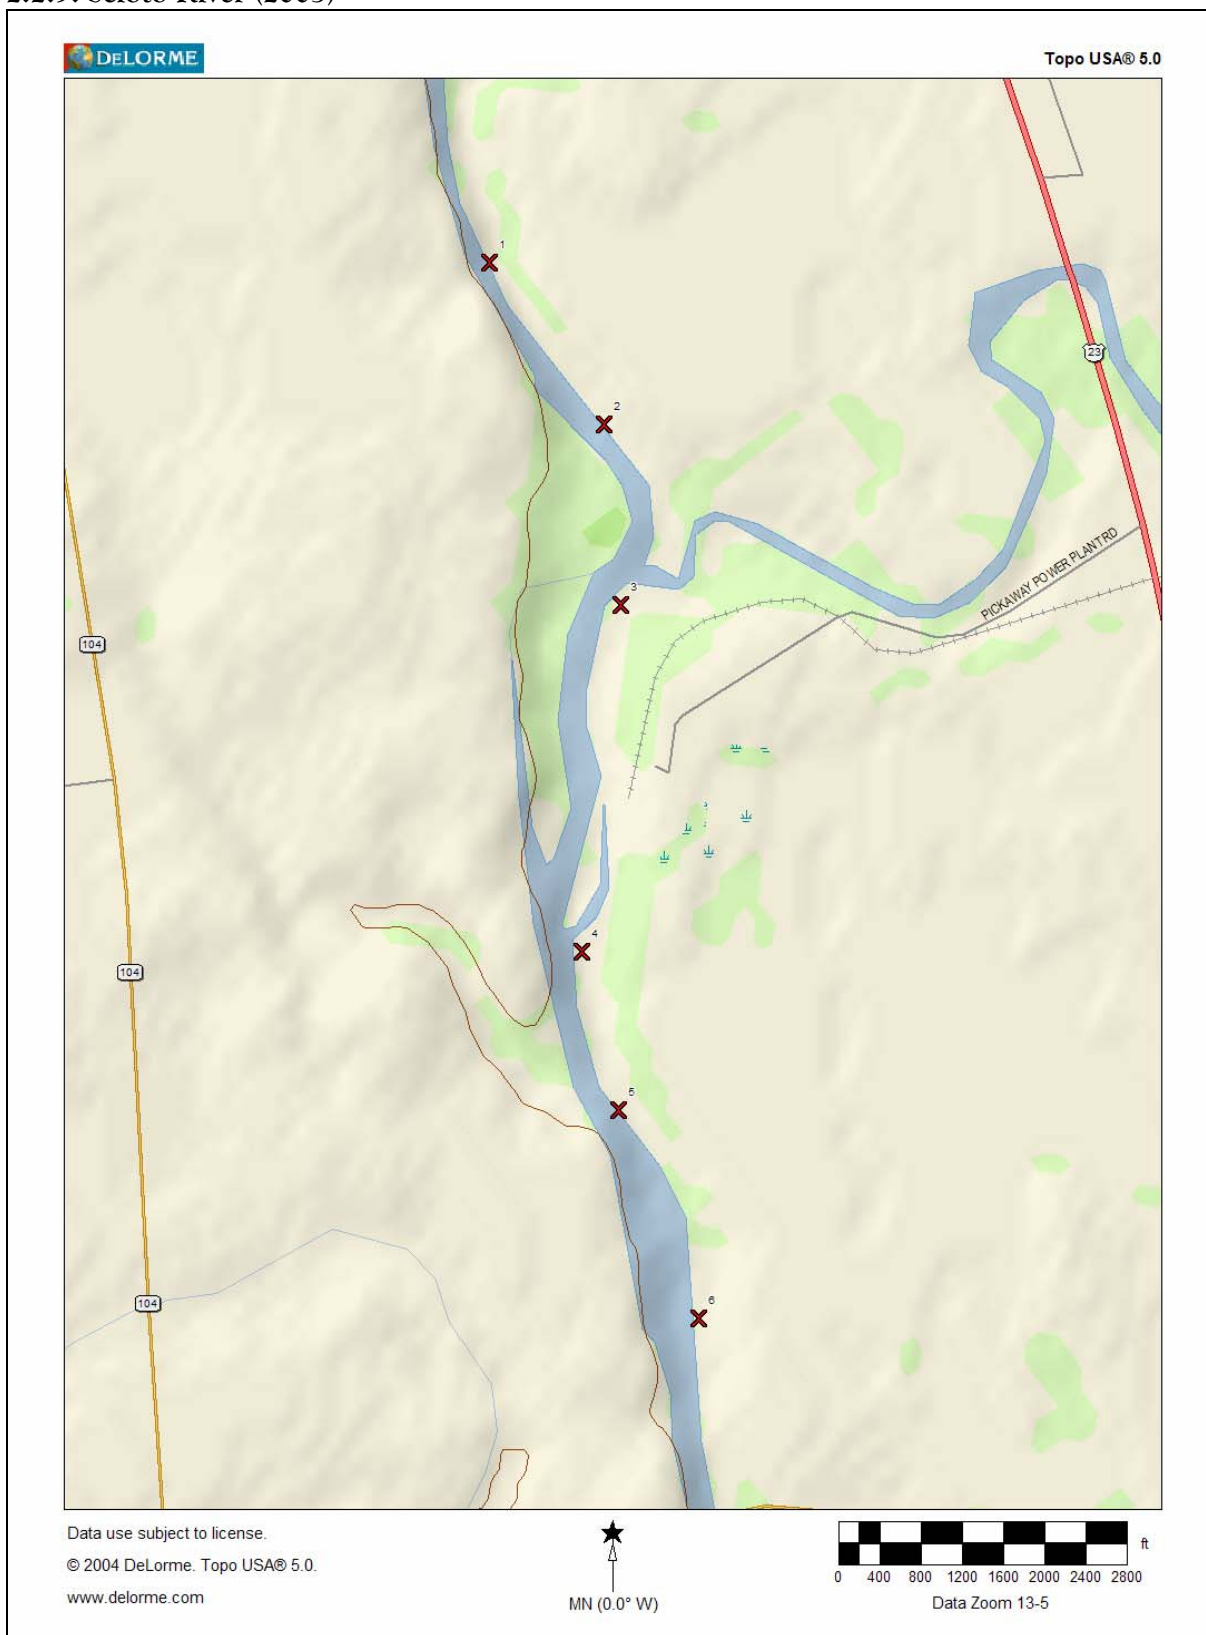 2.2.9. Scioto River (2005)
DELORME
Topo USA® 5.0
1
2
23
PICKAWAY POWER PLANT RD
3
104
4
104
5
104
6
Data use subject to license.
© 2004 DeLorme. Topo USA® 5.0.
www.delorme.com
MN (0.0° W)
ft
0 400 800 1200 1600 2000 2400 2800
Data Zoom 13-5